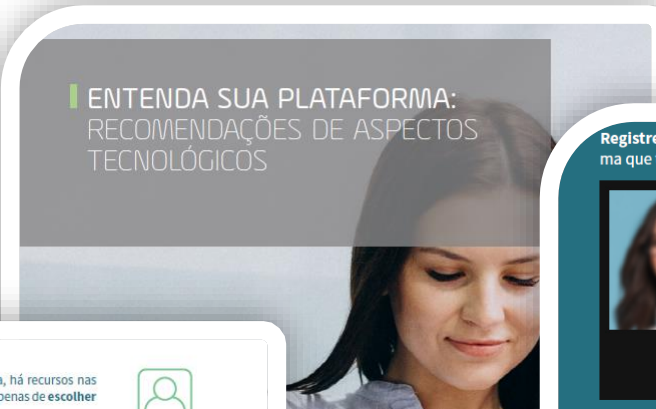 ENTENDA SUA PLATAFORMA:
RECOMENDAÇÕES DE ASPECTOS
TECNOLÓGICOS
Registre
ma que
a, há recursos nas
penas de escolher